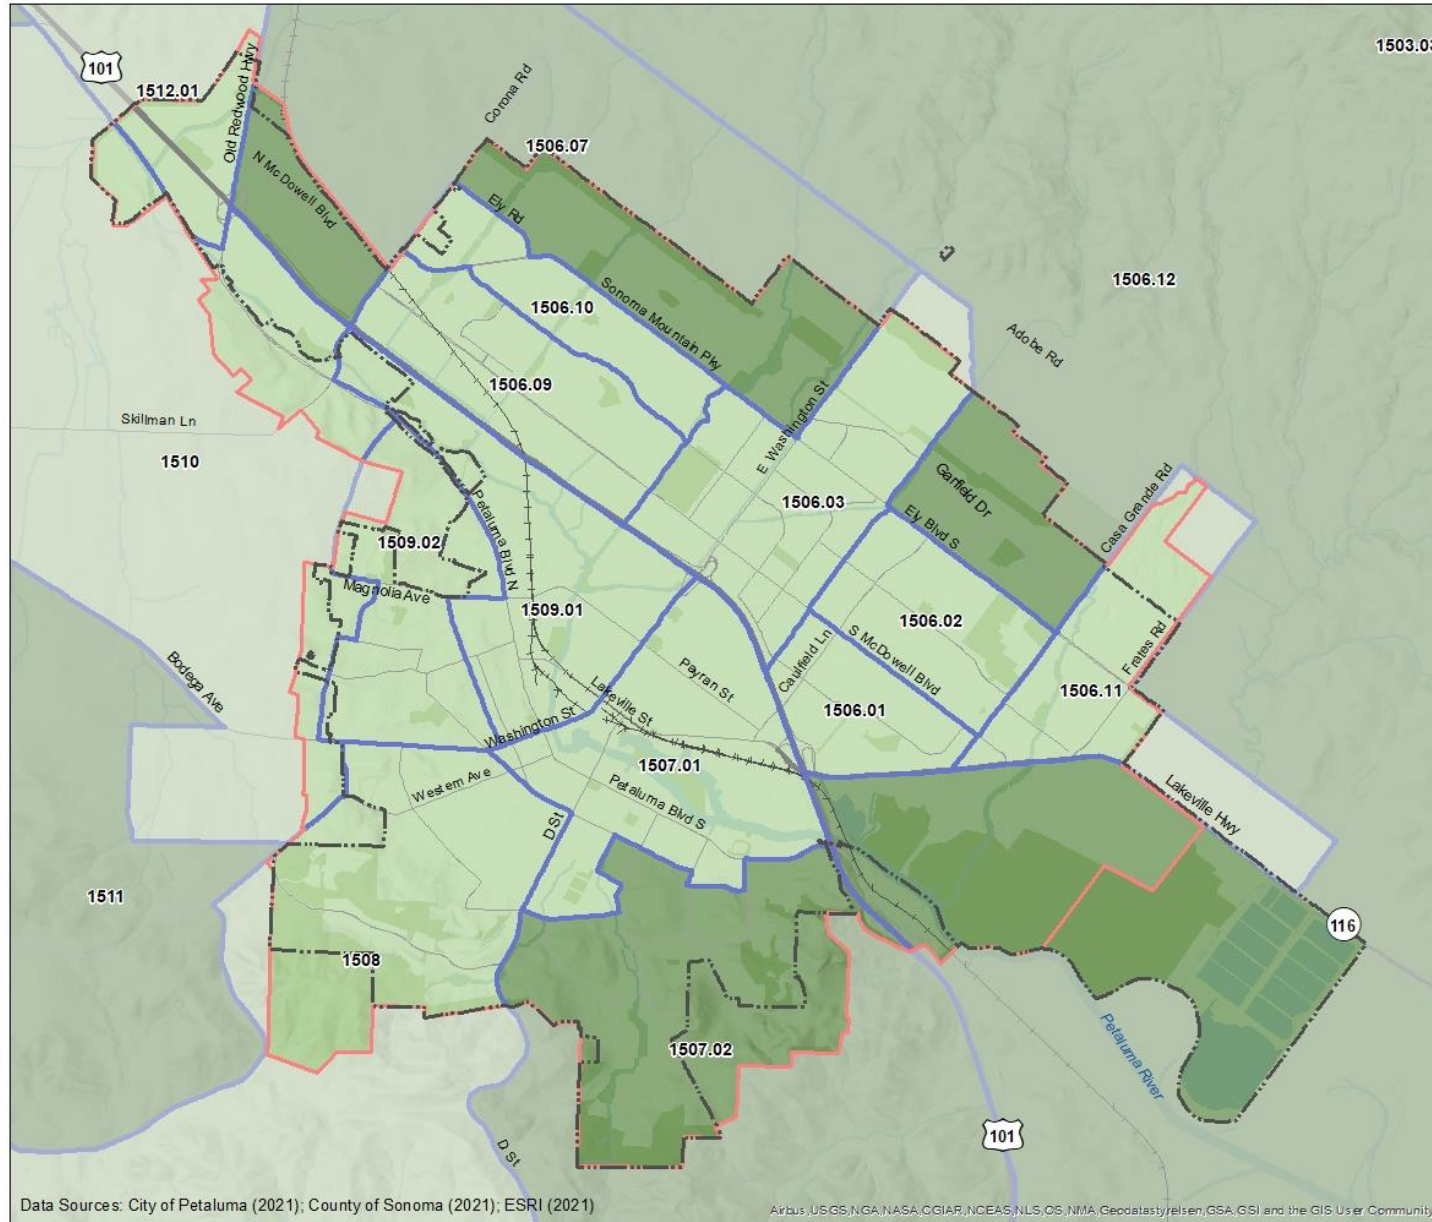 1503.03
101
1512.01
Old Redwood Hwy
Corona Rd
1506.07
N McDowell Blvd
Ely Rd
1506.12
Sonoma Mountain Pky
1506.10
Adobe Rd
1506.09
Skillman Ln
E Washington St
1510
Garfield Dr
Casa Grande Rd
1506.03
Petaluma Blvd N
Ely Blvd S
1509.02
Magnolia Ave
1509.01
1506.02
Caulfield Ln
S McDowell Blvd
Frates Rd
Bodega Ave
Payran St
Lakeville St
1506.11
1506.01
Washington St
1507.01
Western Ave
Petaluma Blvd S
D St
Lakeville Hwy
1511
116
1508
1507.02
Petaluma River
101
D St
Data Sources: City of Petaluma (2021); County of Sonoma (2021); ESRI (2021)
Airbus,USGS,NGA,NASA,CGIAR,NCEAS,NLS,OS,NMA,Geodatastyrelsen,GSA,GSI and the GIS User Community